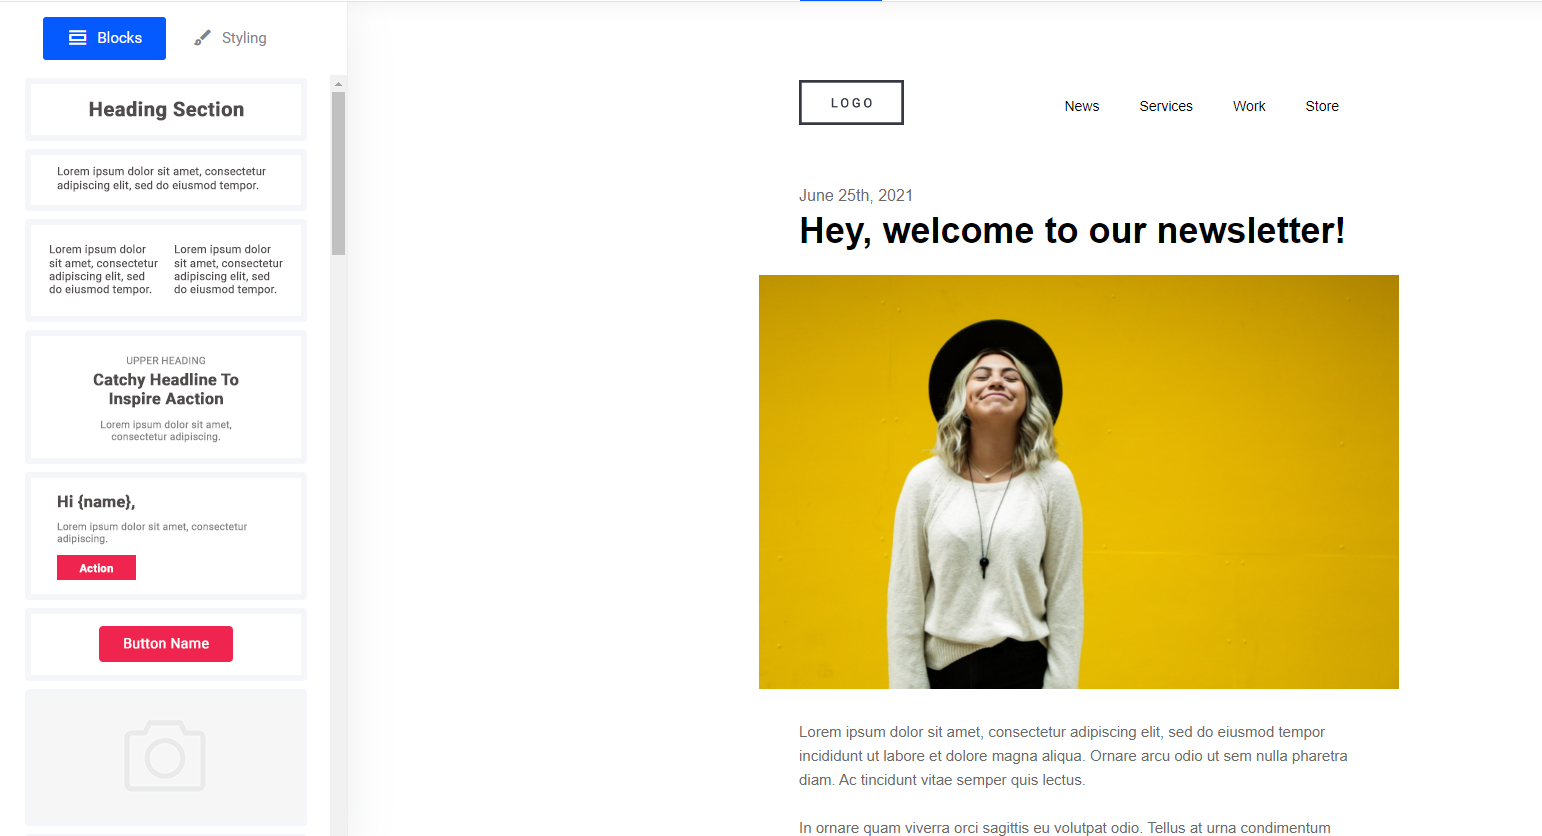 Blocks
Styling
Heading Section
Lorem ipsum dolor sit amet, consectetur
adipiscing elit, sed do eiusmod tempor.
Lorem ipsum dolor
sit amet, consectetur
adipiscing elit, sed
do eiusmod tempor.
Lorem ipsum dolor
sit amet, consectetur
adipiscing elit, sed
do eiusmod tempor.
UPPER HEADING
Catchy Headline To
Inspire Aaction
Lorem ipsum dolor sit amet,
consectetur adipiscing.
Hi {name},
Lorem ipsum dolor sit amet, consectetur
adipiscing.
Action
Button Name
LOGO
News
Services
Work
Store
June 25th, 2021
Hey, welcome to our newsletter!
Lorem ipsum dolor sit amet, consectetur adipiscing elit, sed do eiusmod tempor
incididunt ut labore et dolore magna aliqua. Ornare arcu odio ut sem nulla pharetra
diam. Ac tincidunt vitae semper quis lectus.
In ornare quam viverra orci sagittis eu volutpat odio. Tellus at urna condimentum